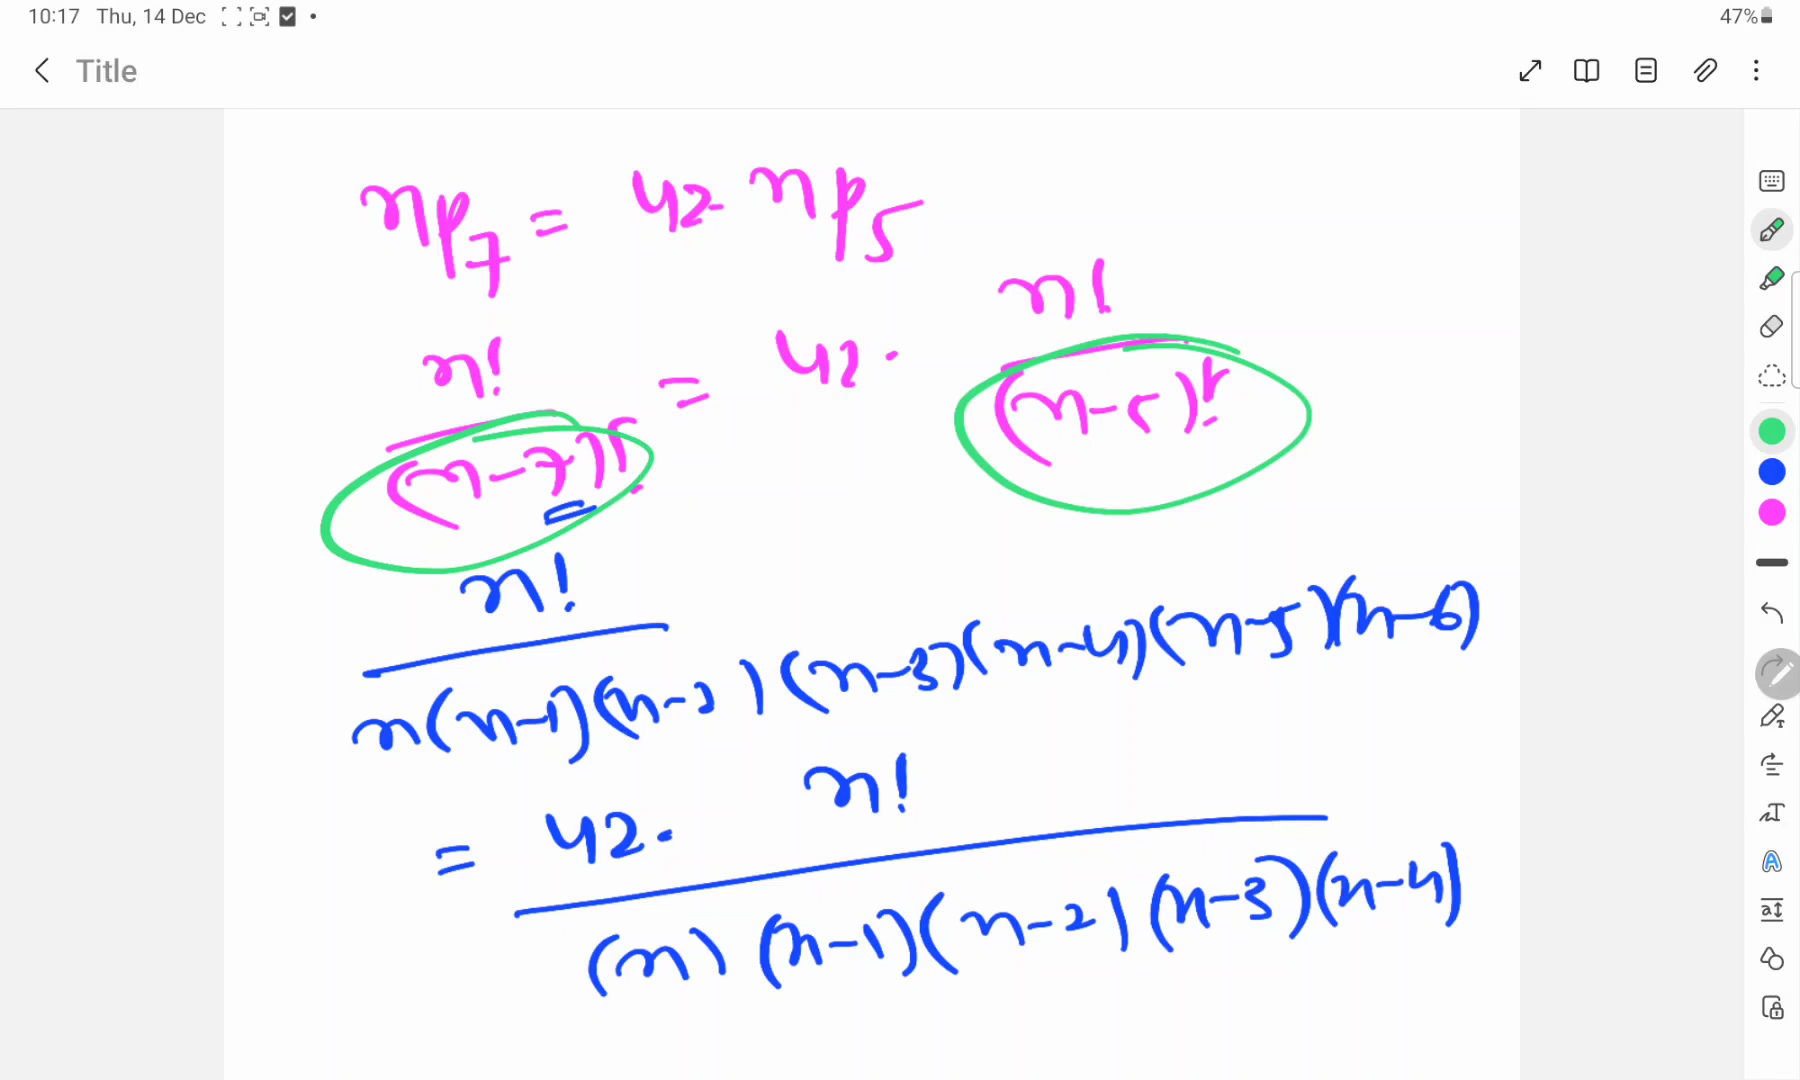 10:17 Thu, 14 Dec
47%
Title
np7 = 42 · np5
n! / (n-7)! = 42 · n! / (n-5)!
n!
n(n-1)(n-2)(n-3)(n-4)(n-5)(n-6)
= 42 · n!
(n)(n-1)(n-2)(n-3)(n-4)